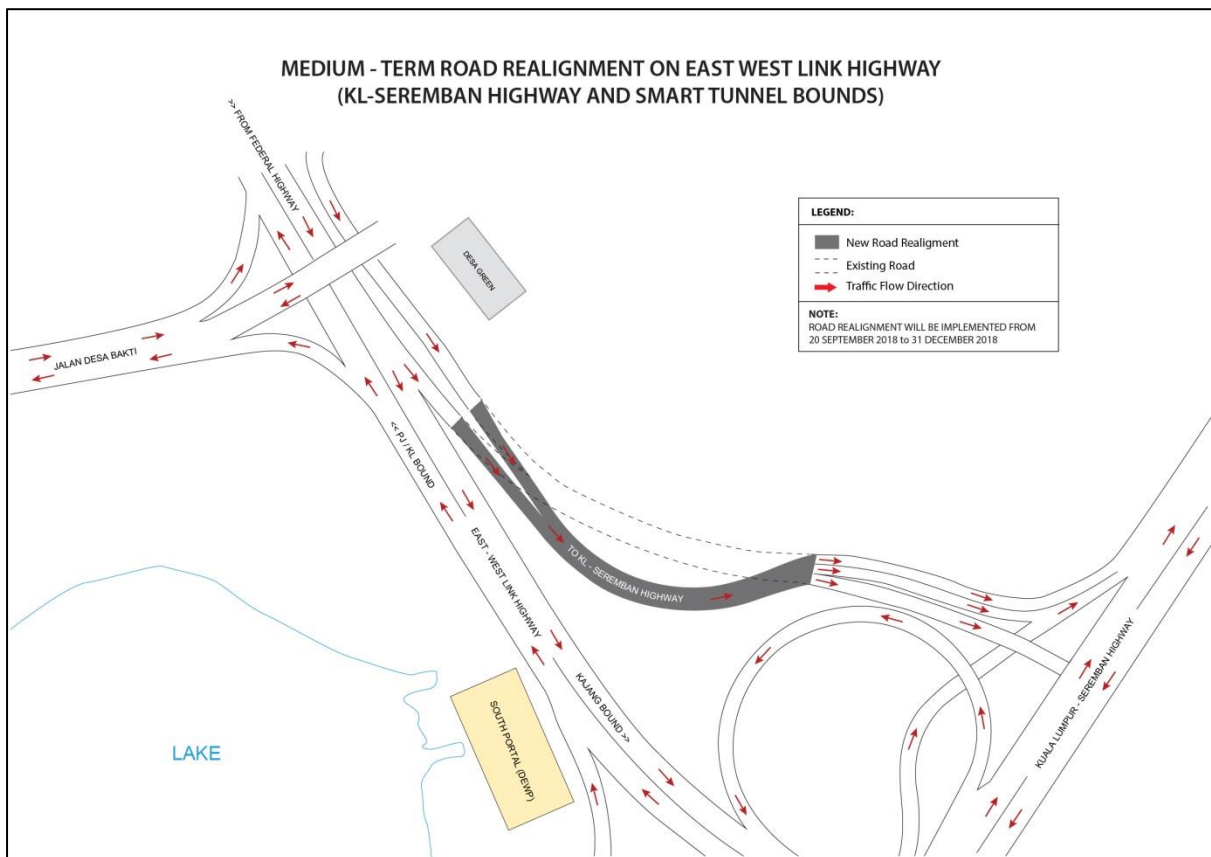 MEDIUM - TERM ROAD REALIGNMENT ON EAST WEST LINK HIGHWAY
(KL-SEREMBAN HIGHWAY AND SMART TUNNEL BOUNDS)
>> FROM FEDERAL HIGHWAY
DESA GREEN
LEGEND:
New Road Realigment
Existing Road
Traffic Flow Direction
NOTE:
ROAD REALIGNMENT WILL BE IMPLEMENTED FROM
20 SEPTEMBER 2018 to 31 DECEMBER 2018
JALAN DESA BAKTI
<< PJ / KL BOUND
EAST - WEST LINK HIGHWAY
TO KL - SEREMBAN HIGHWAY
KAJANG BOUND >>
KUALA LUMPUR - SEREMBAN HIGHWAY
SOUTH PORTAL (DEWP)
LAKE